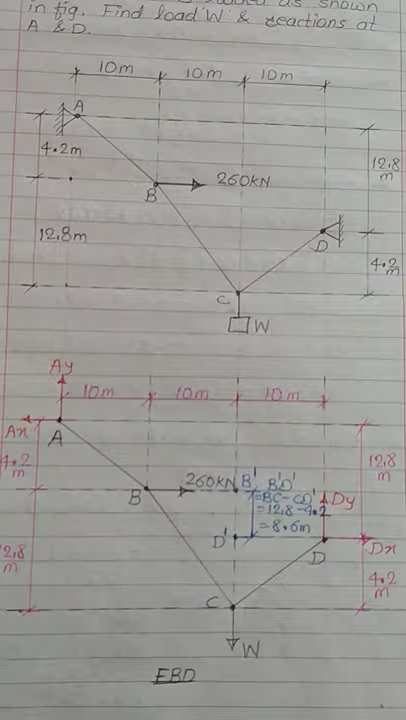 in fig. Find load W & reactions at
A & D.
10m 10m 10m
A
4.2m
12.8
m
260KN
B
12.8m
D
4.2
m
C
W
Ay
10m 10m 10m
Ax
A
4.2
m
12.8
m
260KN B' B'D'
B
=BC-CD'
Dy
=12.8-4.2
=8.6m
D'
D
Dx
12.8
m
4.2
m
C
W
FBD